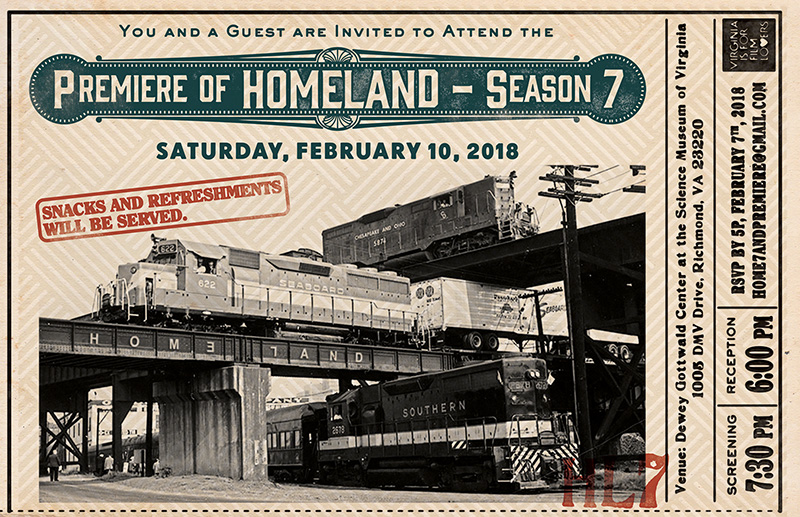 YOU AND A GUEST ARE INVITED TO ATTEND THE
PREMIERE OF HOMELAND – SEASON 7
SATURDAY, FEBRUARY 10, 2018
SNACKS AND REFRESHMENTS
WILL BE SERVED.
CHESAPEAKE AND OHIO
5874
622
622
SEABOARD
SEABOARD
HOMELAND
SOUTHERN
2679
HL7
Venue: Dewey Gottwald Center at the Science Museum of Virginia
1005 DMV Drive, Richmond, VA 23220
VIRGINIA
IS FOR
FILM
LOVERS
RSVP BY 5P, FEBRUARY 7TH, 2018
HOME7ANDPREMIERE@GMAIL.COM
RECEPTION
6:00 PM
SCREENING
7:30 PM